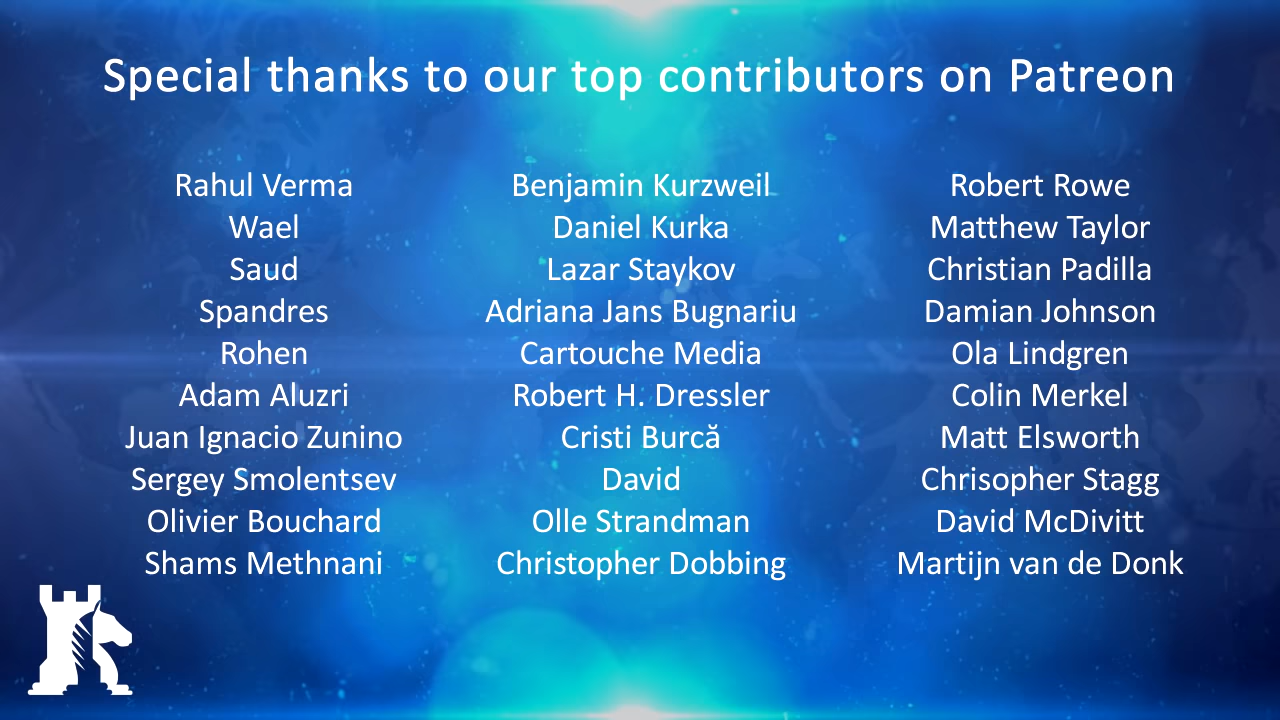 Special thanks to our top contributors on Patreon
Rahul Verma
Wael
Saud
Spandres
Rohen
Adam Aluzri
Juan Ignacio Zunino
Sergey Smolentsev
Olivier Bouchard
Shams Methnani
Benjamin Kurzweil
Daniel Kurka
Lazar Staykov
Adriana Jans Bugnariu
Cartouche Media
Robert H. Dressler
Cristi Burcă
David
Olle Strandman
Christopher Dobbing
Robert Rowe
Matthew Taylor
Christian Padilla
Damian Johnson
Ola Lindgren
Colin Merkel
Matt Elsworth
Chrisopher Stagg
David McDivitt
Martijn van de Donk